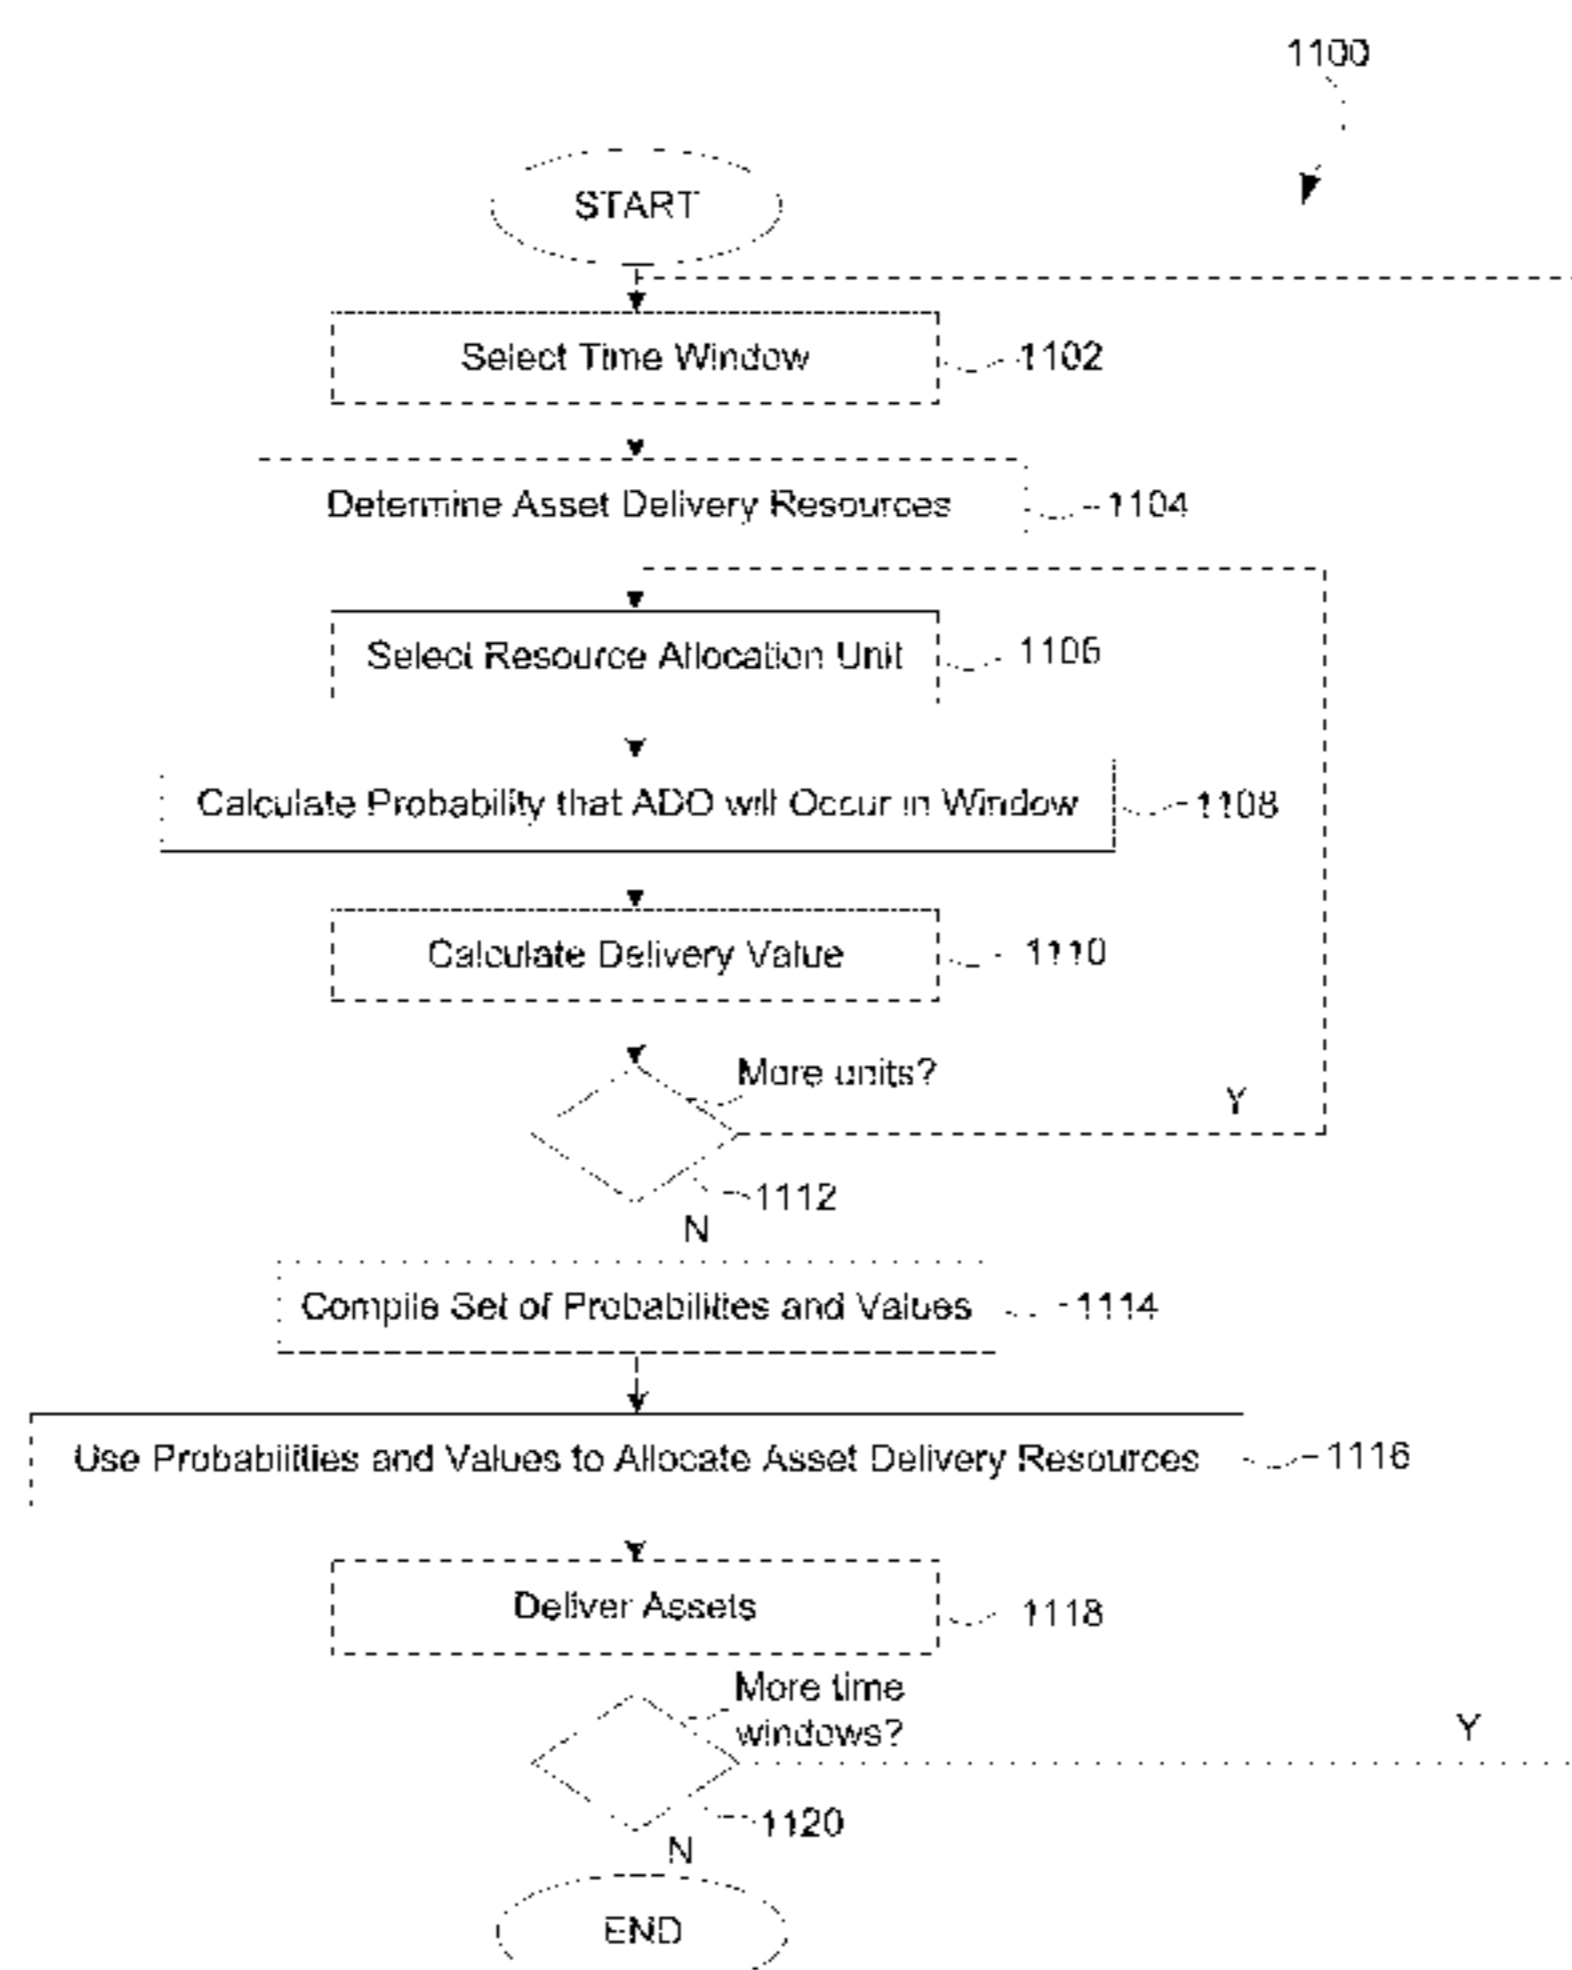 1100
START
Select Time Window
1102
Determine Asset Delivery Resources
1104
Select Resource Allocation Unit
1106
Calculate Probability that ADO will Occur in Window
1108
Calculate Delivery Value
1110
More units?
Y
1112
N
Compile Set of Probabilities and Values
1114
Use Probabilities and Values to Allocate Asset Delivery Resources
1116
Deliver Assets
1118
More time
windows?
Y
1120
N
END